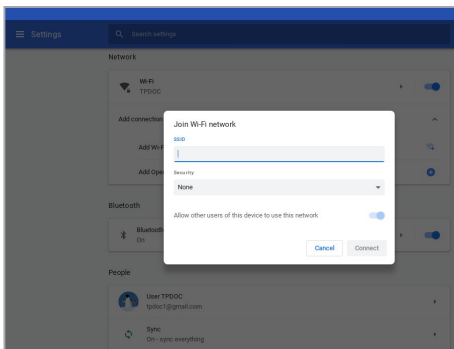 Settings
Search settings
Network
Wi-Fi
TPDOC
Add connection
Join Wi-Fi network
SSID
Add Wi-F
Security
Add Ope
None
Bluetooth
Allow other users of this device to use this network
Bluetooth
On
Cancel
Connect
People
User TPDOC
tpdoc1@gmail.com
Sync
On - sync everything